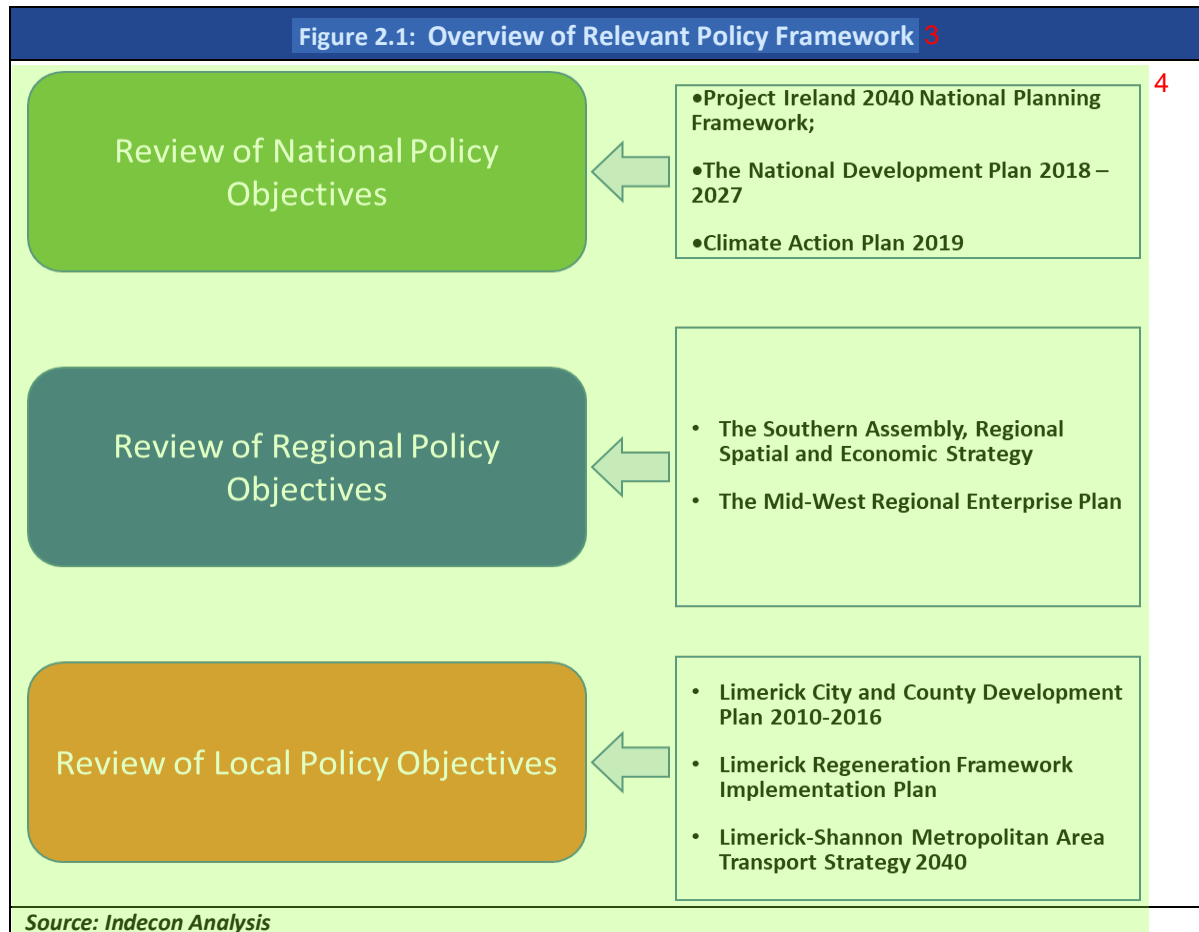 Figure 2.1: Overview of Relevant Policy Framework 3
4
Review of National Policy
Objectives
•Project Ireland 2040 National Planning
Framework;
•The National Development Plan 2018 –
2027
•Climate Action Plan 2019
Review of Regional Policy
Objectives
• The Southern Assembly, Regional
Spatial and Economic Strategy
• The Mid-West Regional Enterprise Plan
Review of Local Policy Objectives
• Limerick City and County Development
Plan 2010-2016
• Limerick Regeneration Framework
Implementation Plan
• Limerick-Shannon Metropolitan Area
Transport Strategy 2040
Source: Indecon Analysis